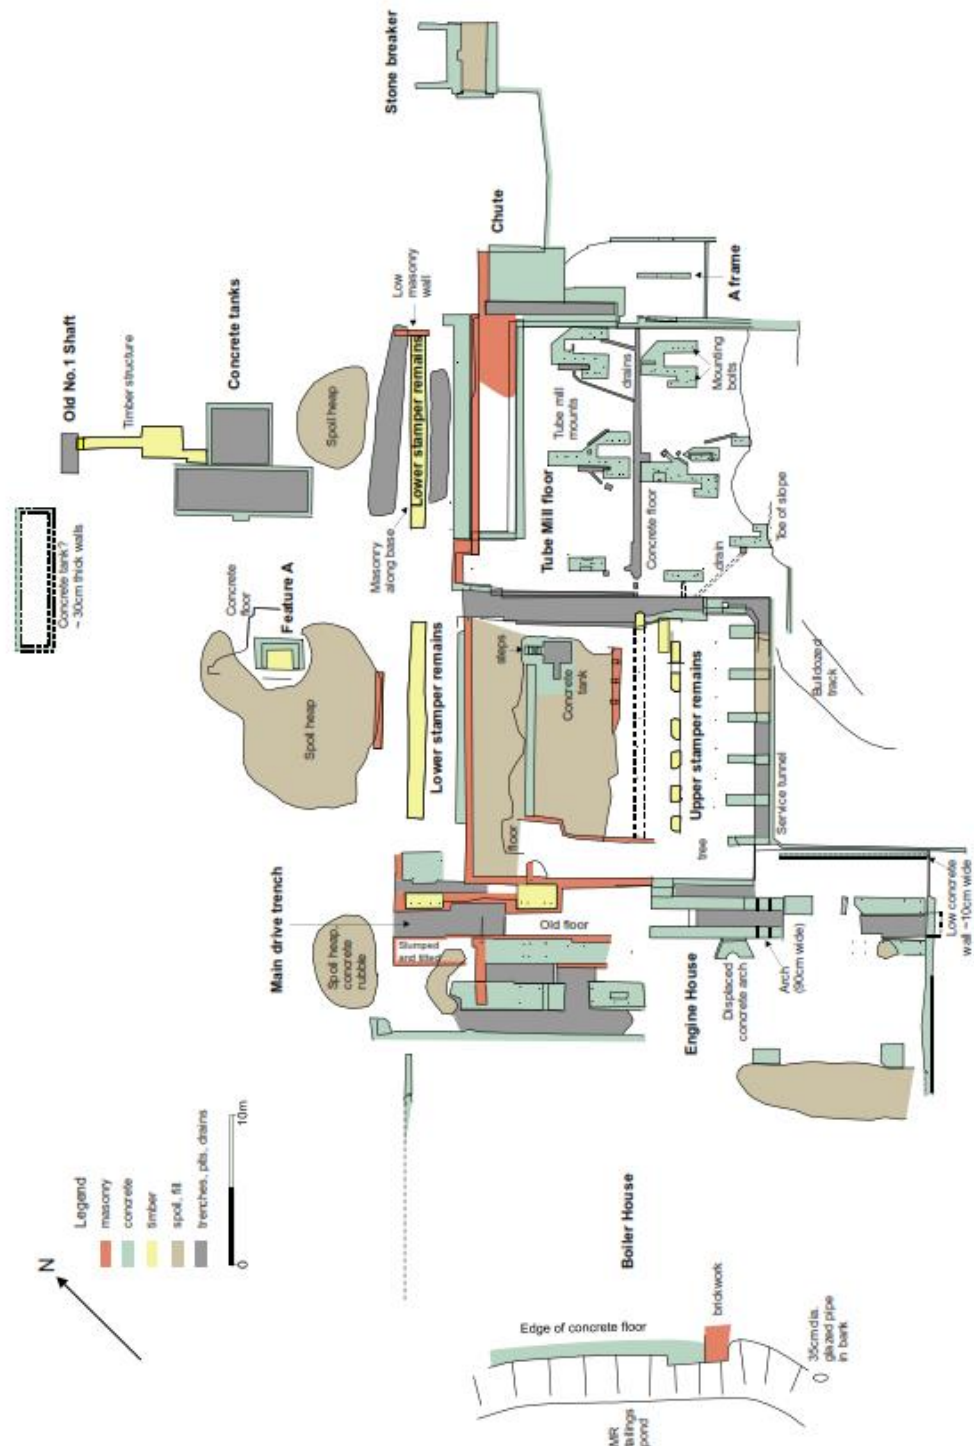 Stone breaker
Chute
A frame
Low
masonry
wall
Old No.1 Shaft
Timber structure
Concrete tanks
Spoil heap
Lower stamper remains
Masonry
along base
Concrete tank?
~ 30cm thick walls
Concrete
floor
Feature A
Spoil heap
Lower stamper remains
Tube Mill floor
Tube mill
mounts
drains
Concrete floor
Mounting
bolts
drain
Toe of slope
Bulldozed
track
steps
Concrete
tank
floor
Upper stamper remains
tree
Service tunnel
Main drive trench
Spoil heap,
concrete
rubble
Slumped
and tilted
Old floor
Engine House
Displaced
concrete arch
Arch
(90cm wide)
Low concrete
wall ~10cm wide
N
Legend
masonry
concrete
timber
spoil, fill
trenches, pits, drains
0
10m
Boiler House
Edge of concrete floor
brickwork
35cm dia.
glazed pipe
in bank
MR
tailings
pond